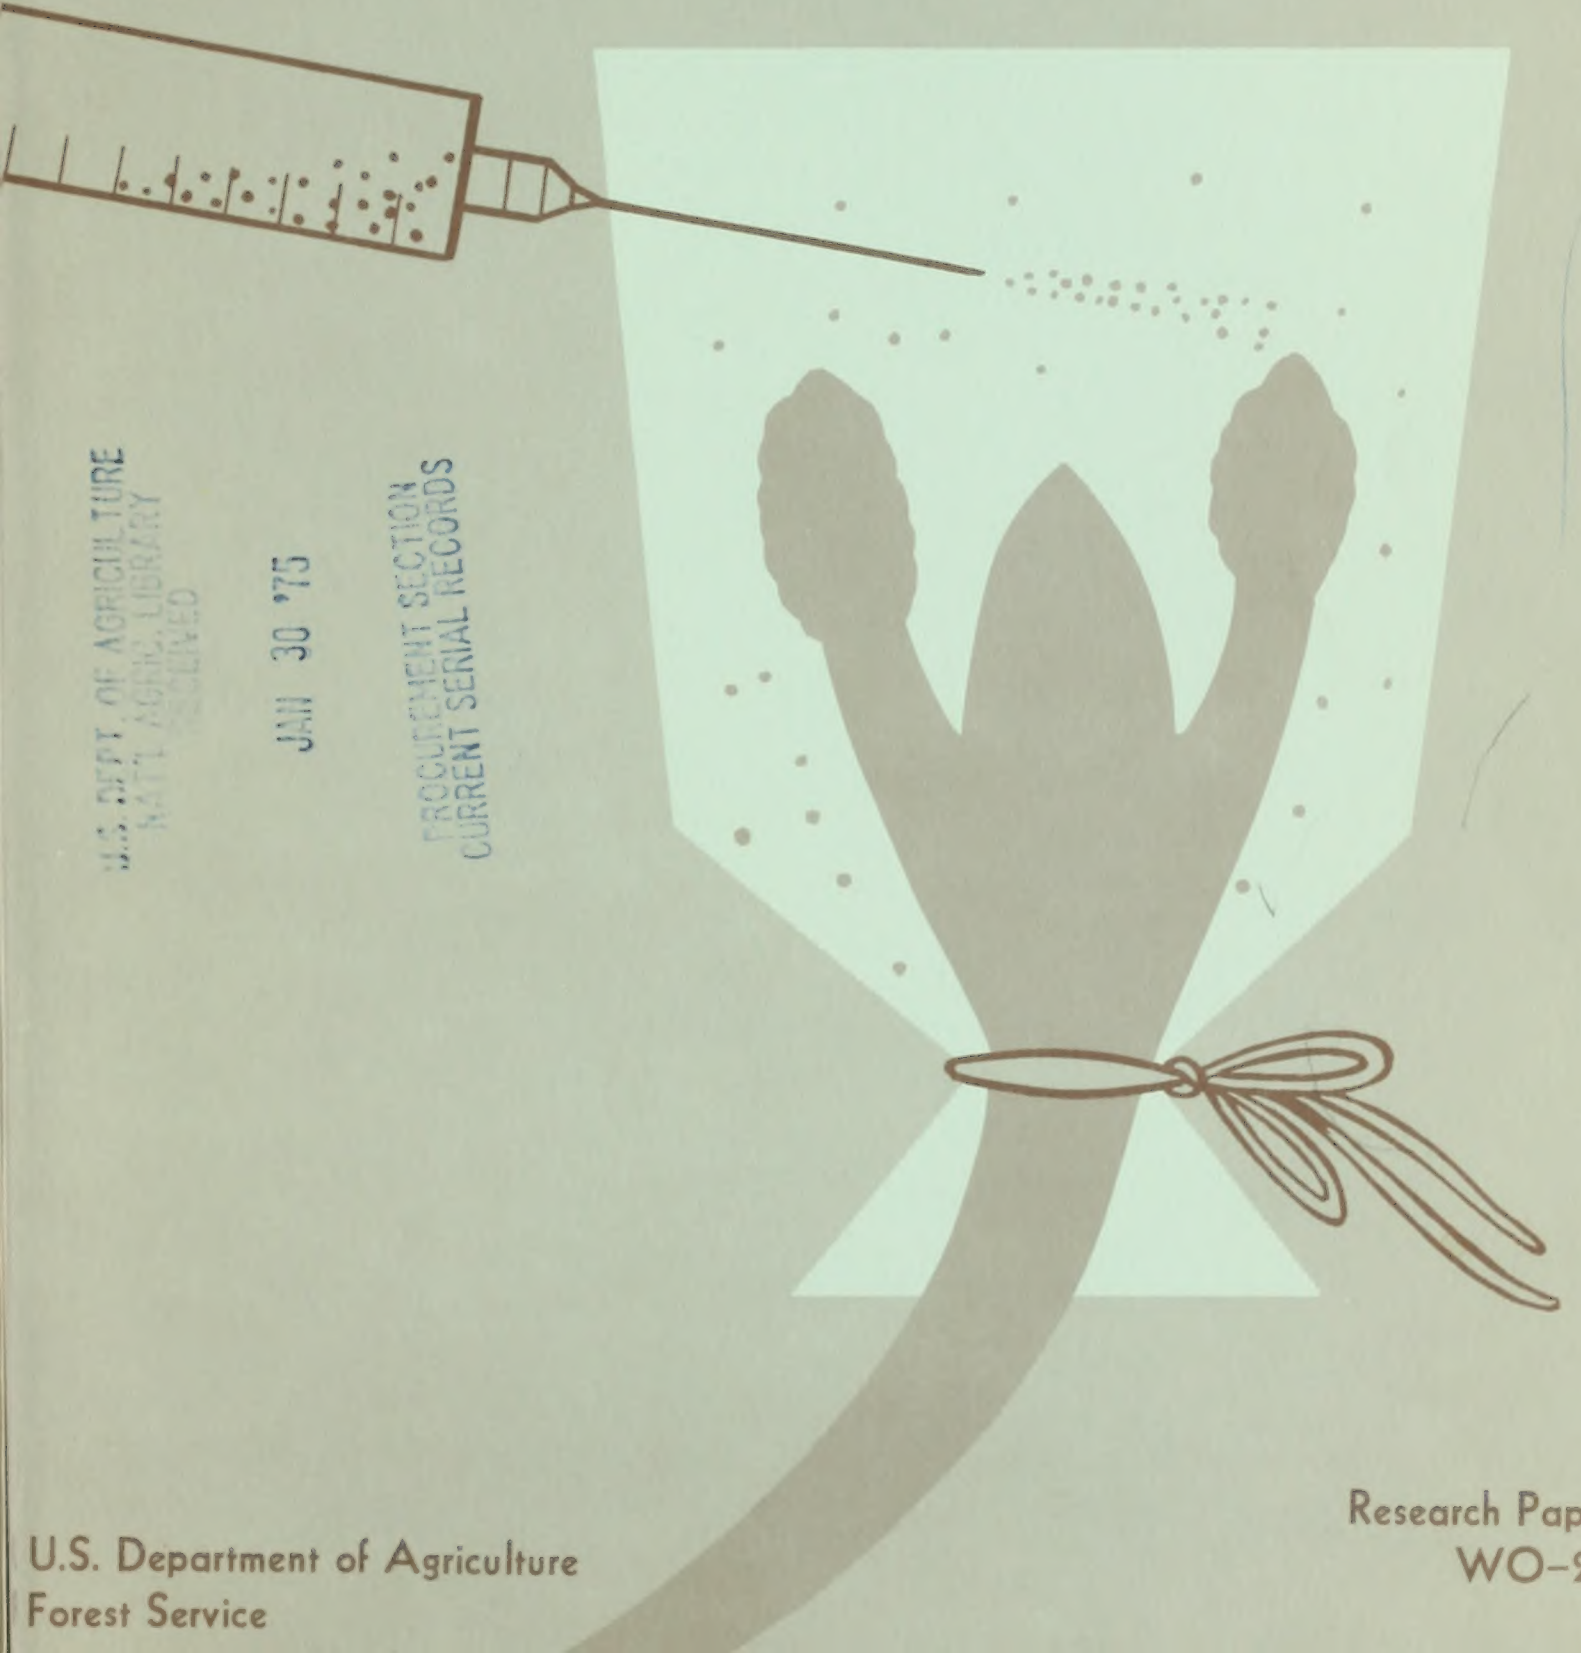 U.S. DEPT. OF AGRICULTURE
NAT'L AGRIC. LIBRARY
RECEIVED
JAN 30 '75
PROCUREMENT SECTION
CURRENT SERIAL RECORDS
Research Pap
WO-
U.S. Department of Agriculture
Forest Service